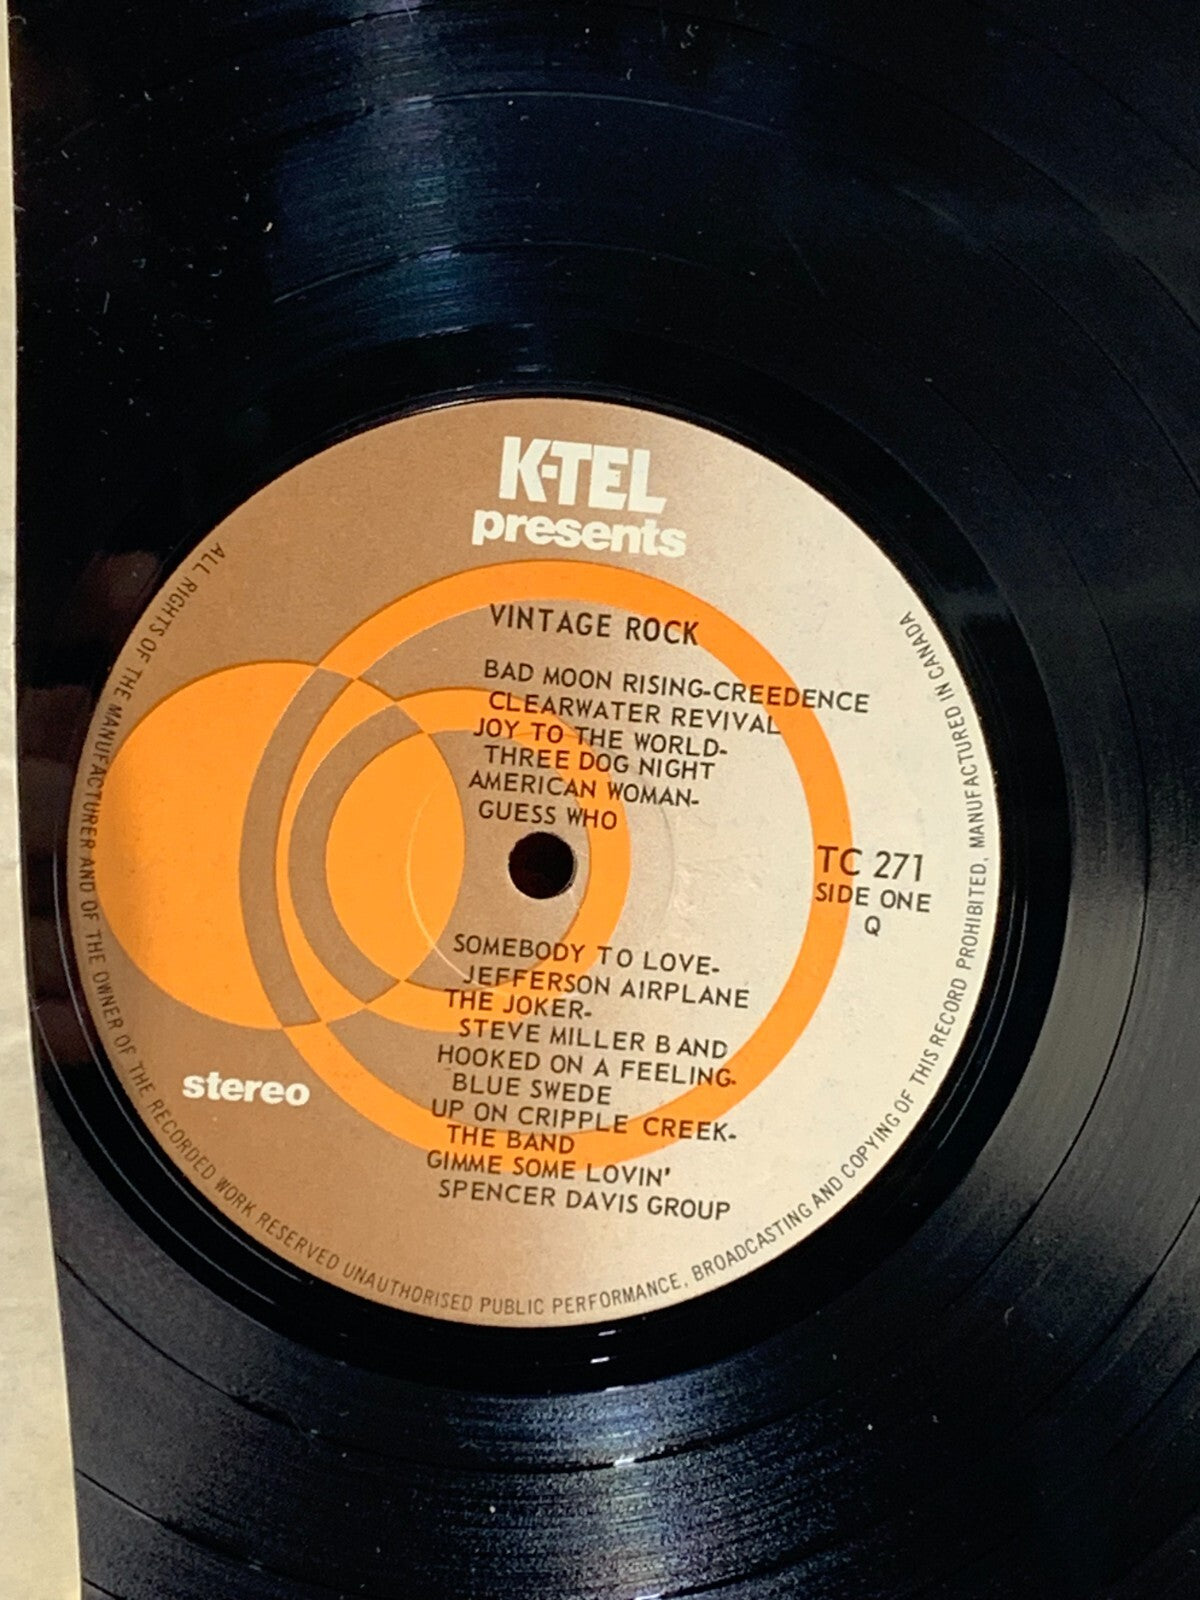 K-TEL
presents
VINTAGE ROCK
BAD MOON RISING-CREEDENCE
CLEARWATER REVIVAL
JOY TO THE WORLD-
THREE DOG NIGHT
AMERICAN WOMAN-
GUESS WHO
TC 271
SIDE ONE
Q
SOMEBODY TO LOVE-
JEFFERSON AIRPLANE
THE JOKER-
STEVE MILLER BAND
HOOKED ON A FEELING-
BLUE SWEDE
UP ON CRIPPLE CREEK-
THE BAND
GIMME SOME LOVIN'
SPENCER DAVIS GROUP
stereo
ALL RIGHTS OF THE MANUFACTURER AND OF THE OWNER OF THE RECORDED WORK RESERVED UNAUTHORISED PUBLIC PERFORMANCE, BROADCASTING AND COPYING OF THIS RECORD PROHIBITED, MANUFACTURED IN CANADA